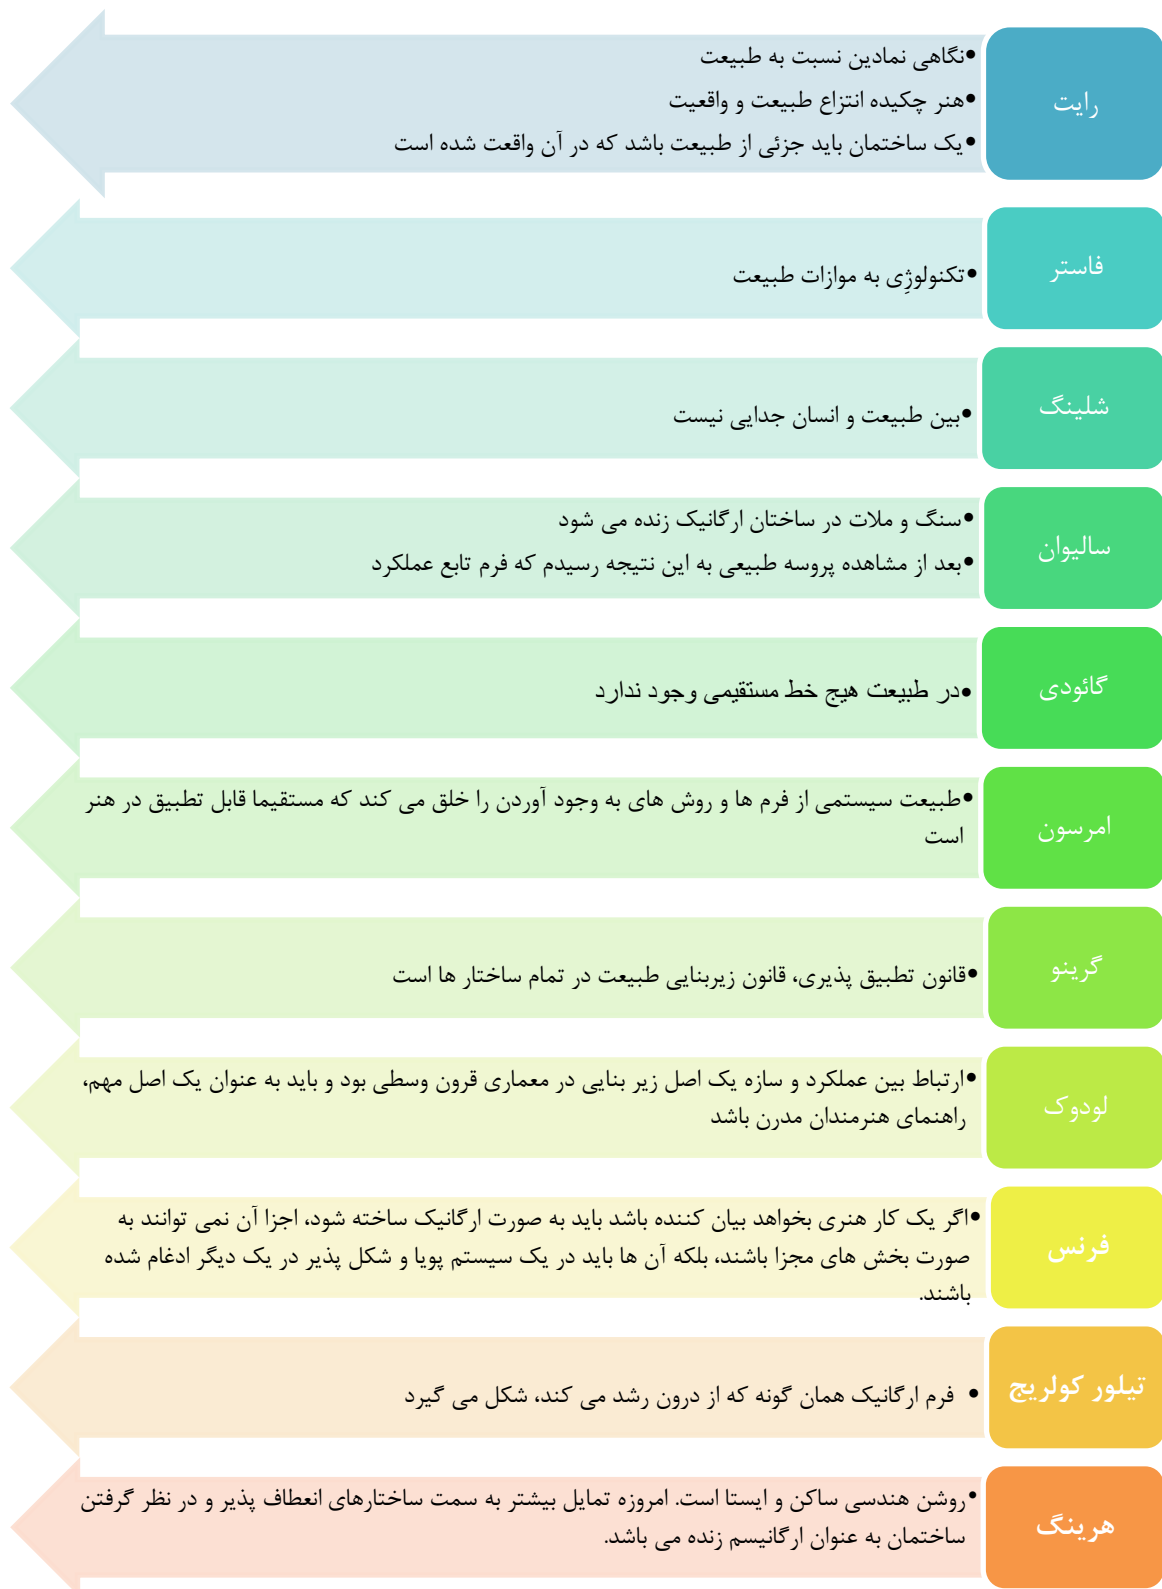 رایت
•نگاهی نمادین نسبت به طبیعت
•هنر چکیده انتزاع طبیعت و واقعیت
•یک ساختمان باید جزئی از طبیعت باشد که در آن واقعت شده است
فاستر
•تکنولوژِی به موازات طبیعت
شلینگ
•بین طبیعت و انسان جدایی نیست
سالیوان
•سنگ و ملات در ساختان ارگانیک زنده می شود
•بعد از مشاهده پروسه طبیعی به این نتیجه رسیدم که فرم تابع عملکرد
گائودی
•در طبیعت هیج خط مستقیمی وجود ندارد
امرسون
•طبیعت سیستمی از فرم ها و روش های به وجود آوردن را خلق می کند که مستقیما قابل تطبیق در هنر
است
گرینو
•قانون تطبیق پذیری، قانون زیربنایی طبیعت در تمام ساختار ها است
لودوک
•ارتباط بین عملکرد و سازه یک اصل زیر بنایی در معماری قرون وسطی بود و باید به عنوان یک اصل مهم،
راهنمای هنرمندان مدرن باشد
فرنس
•اگر یک کار هنری بخواهد بیان کننده باشد باید به صورت ارگانیک ساخته شود، اجزا آن نمی توانند به
صورت بخش های مجزا باشند، بلکه آن ها باید در یک سیستم پویا و شکل پذیر در یک دیگر ادغام شده
باشند.
تیلور کولریج
• فرم ارگانیک همان گونه که از درون رشد می کند، شکل می گیرد
هرینگ
•روشن هندسی ساکن و ایستا است. امروزه تمایل بیشتر به سمت ساختارهای انعطاف پذیر و در نظر گرفتن
ساختمان به عنوان ارگانیسم زنده می باشد.